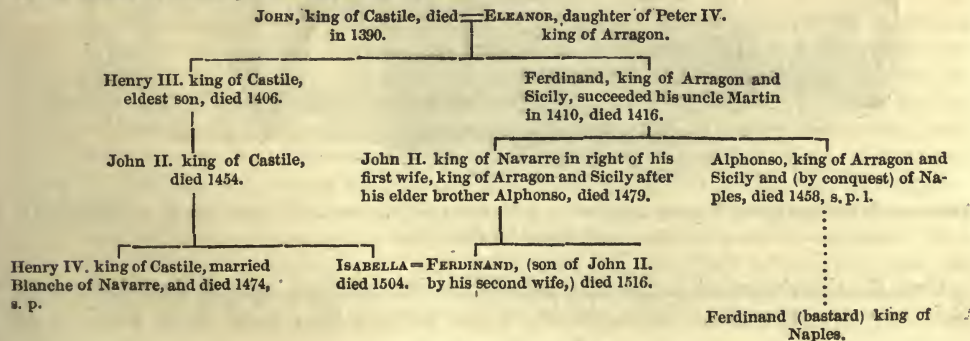 JOHN, king of Castile, died=ELEANOR, daughter of Peter IV.
in 1390. king of Arragon.
Henry III. king of Castile,
eldest son, died 1406.
Ferdinand, king of Arragon and
Sicily, succeeded his uncle Martin
in 1410, died 1416.
John II. king of Castile,
died 1454.
John II. king of Navarre in right of his
first wife, king of Arragon and Sicily after
his elder brother Alphonso, died 1479.
Alphonso, king of Arragon and
Sicily and (by conquest) of Na-
ples, died 1458, s. p. l.
Henry IV. king of Castile, married
Blanche of Navarre, and died 1474,
s. p.
ISABELLA=FERDINAND, (son of John II.
died 1504. by his second wife,) died 1516.
Ferdinand (bastard) king of
Naples.